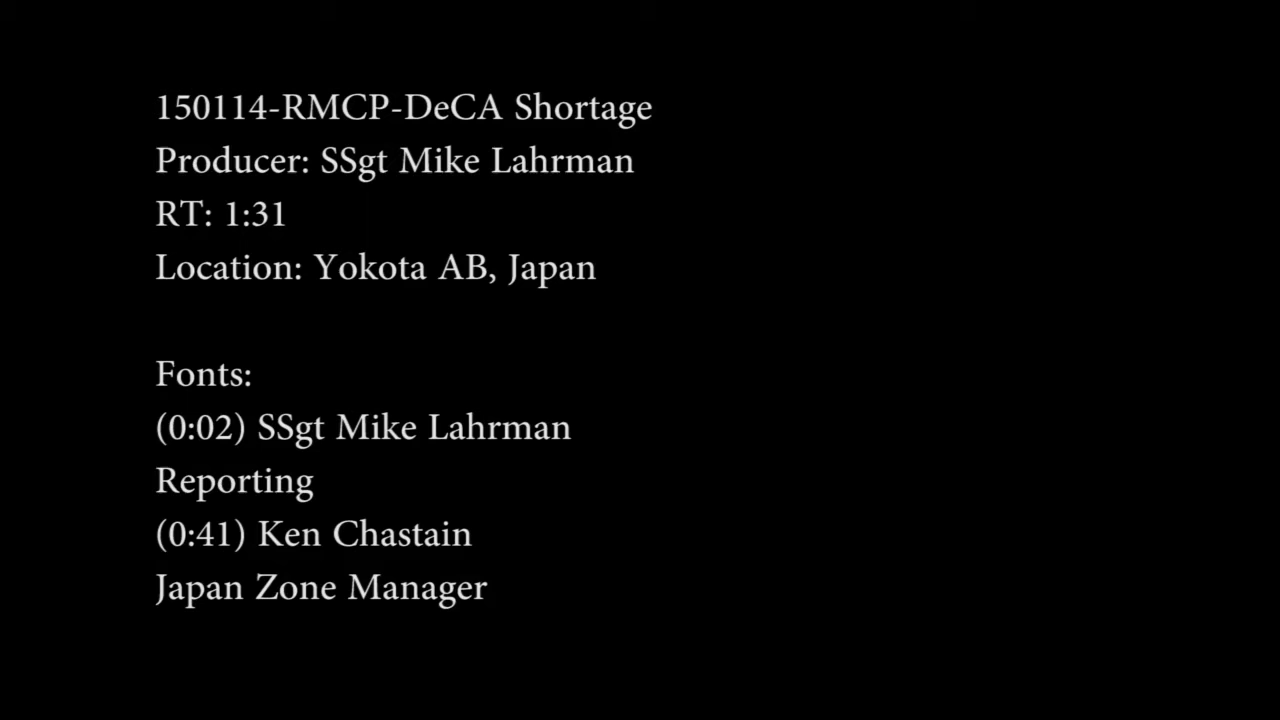 150114-RMCP-DeCA Shortage
Producer: SSgt Mike Lahrman
RT: 1:31
Location: Yokota AB, Japan
Fonts:
(0:02) SSgt Mike Lahrman
Reporting
(0:41) Ken Chastain
Japan Zone Manager